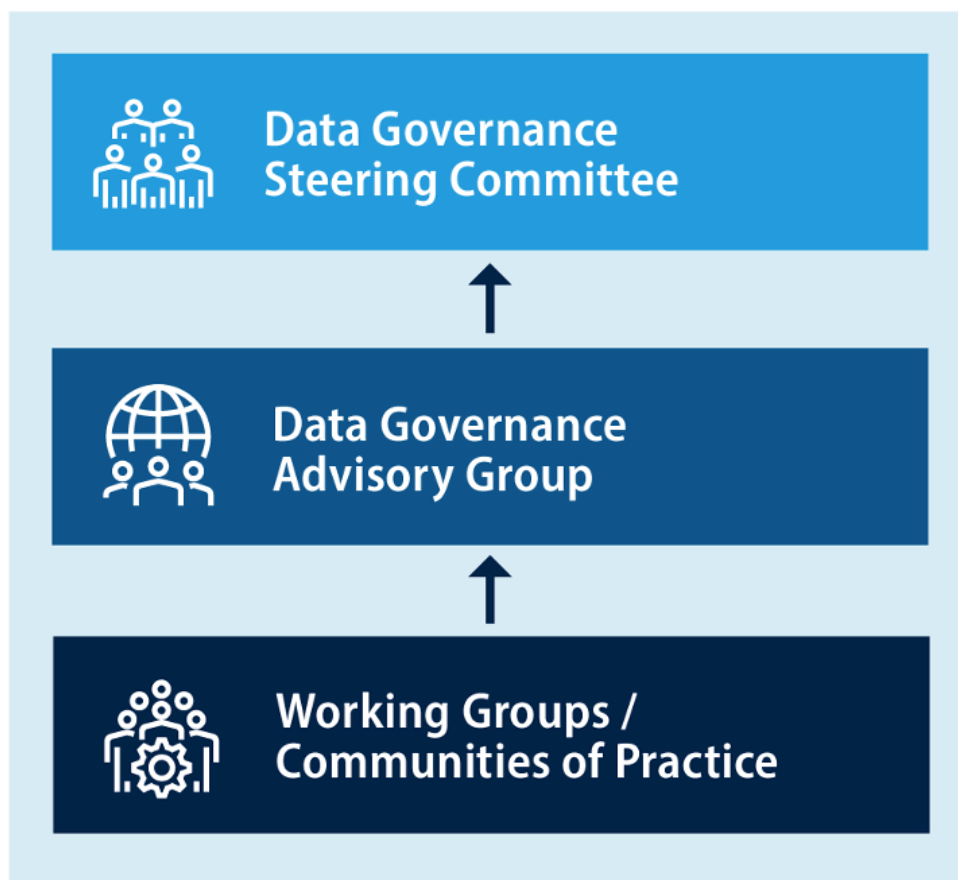 Data Governance
Steering Committee
Data Governance
Advisory Group
Working Groups /
Communities of Practice